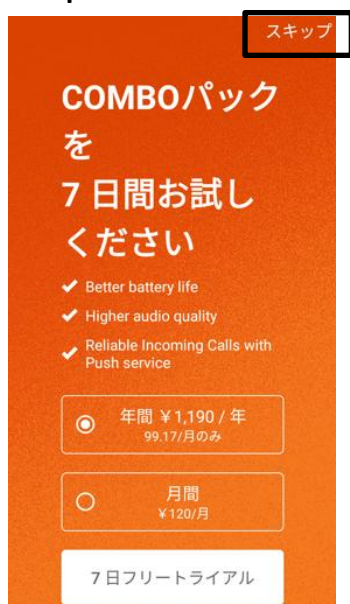 スキップ
COMBOパック
を
7 日間お試し
ください
Better battery life
Higher audio quality
Reliable Incoming Calls with
Push service
年間 ¥1,190 / 年
99.17/月のみ
月間
¥120/月
7 日フリートライアル